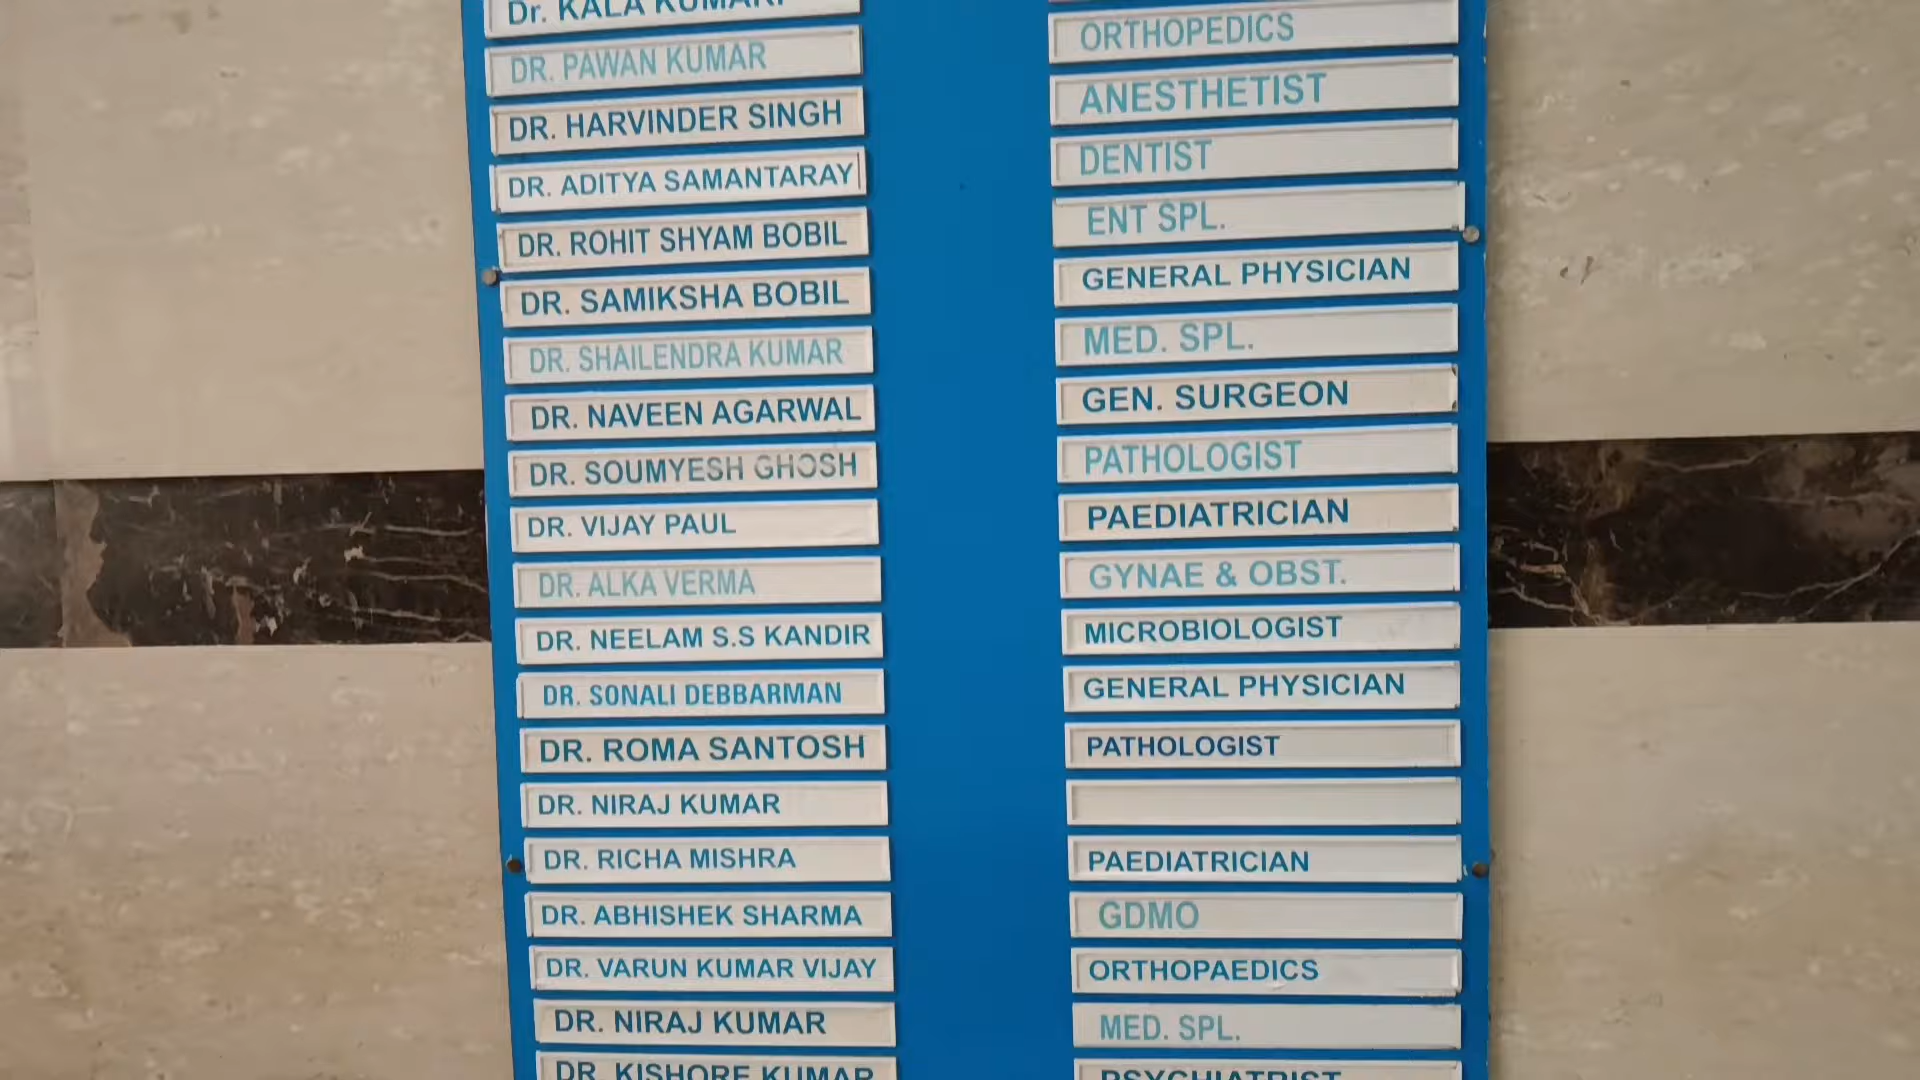 Dr. KALA KUMARI
ORTHOPEDICS
DR. PAWAN KUMAR
ANESTHETIST
DR. HARVINDER SINGH
DENTIST
DR. ADITYA SAMANTARAY
ENT SPL.
DR. ROHIT SHYAM BOBIL
GENERAL PHYSICIAN
DR. SAMIKSHA BOBIL
MED. SPL.
DR. SHAILENDRA KUMAR
GEN. SURGEON
DR. NAVEEN AGARWAL
PATHOLOGIST
DR. SOUMYESH GHOSH
PAEDIATRICIAN
DR. VIJAY PAUL
GYNAE & OBST.
DR. ALKA VERMA
MICROBIOLOGIST
DR. NEELAM S.S KANDIR
GENERAL PHYSICIAN
DR. SONALI DEBBARMAN
PATHOLOGIST
DR. ROMA SANTOSH
DR. NIRAJ KUMAR
PAEDIATRICIAN
DR. RICHA MISHRA
GDMO
DR. ABHISHEK SHARMA
ORTHOPAEDICS
DR. VARUN KUMAR VIJAY
MED. SPL.
DR. NIRAJ KUMAR
PSYCHIATRIST
DR. KISHORE KUMAR